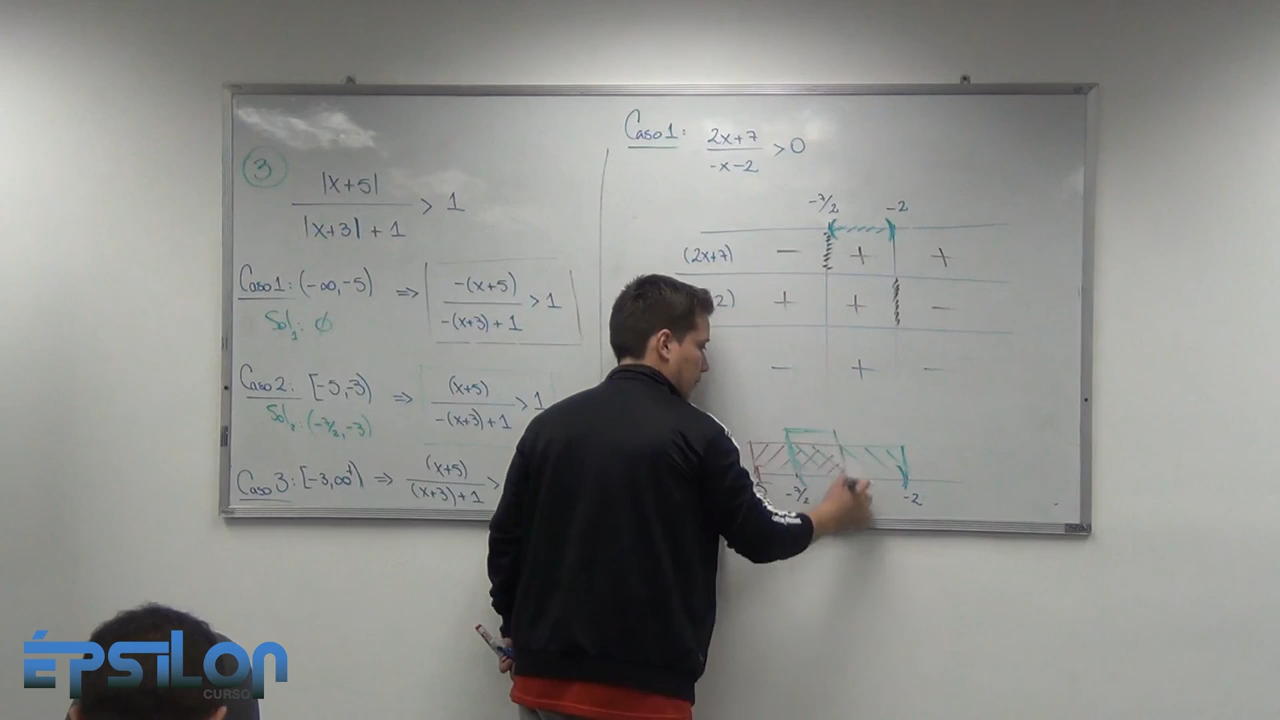 3
|x+5|
|x+3| + 1
> 1
Caso 1: (-∞,-5) ⇒ -(x+5)
-(x+3)+1
> 1
Sol₁: ∅
Caso 2: [-5,-3) ⇒ (x+5)
-(x+3)+1
> 1
Sol₂: (-7/2,-3)
Caso 3: [-3,∞⁺) ⇒ (x+5)
(x+3)+1
>
Caso 1: 2x+7
-x-2
> 0
-7/2 -2
(2x+7) - + +
2) + + -
- + -
-7/2 -2
ÉPSILON
CURSO